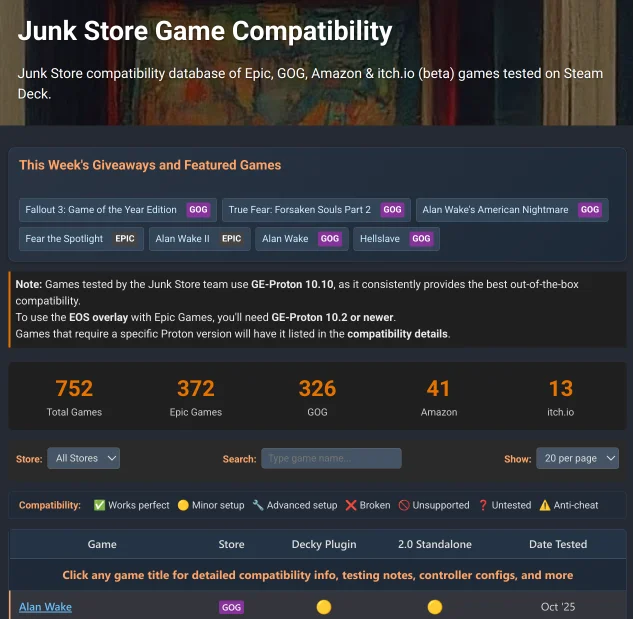 Junk Store Game Compatibility
Junk Store compatibility database of Epic, GOG, Amazon & itch.io (beta) games tested on Steam
Deck.
This Week's Giveaways and Featured Games
Fallout 3: Game of the Year Edition GOG True Fear: Forsaken Souls Part 2 GOG Alan Wake's American Nightmare GOG
Fear the Spotlight EPIC Alan Wake II EPIC Alan Wake GOG Hellslave GOG
Note: Games tested by the Junk Store team use GE-Proton 10.10, as it consistently provides the best out-of-the-box
compatibility.
To use the EOS overlay with Epic Games, you'll need GE-Proton 10.2 or newer.
Games that require a specific Proton version will have it listed in the compatibility details.
752 372 326 41 13
Total Games Epic Games GOG Amazon itch.io
Store: All Stores Search: Type game name... Show: 20 per page
Compatibility: ✅ Works perfect 🟡 Minor setup 🔧 Advanced setup ❌ Broken 🚫 Unsupported ❓ Untested ⚠️ Anti-cheat
Game Store Decky Plugin 2.0 Standalone Date Tested
Click any game title for detailed compatibility info, testing notes, controller configs, and more
Alan Wake GOG 🟡 🟡 Oct '25